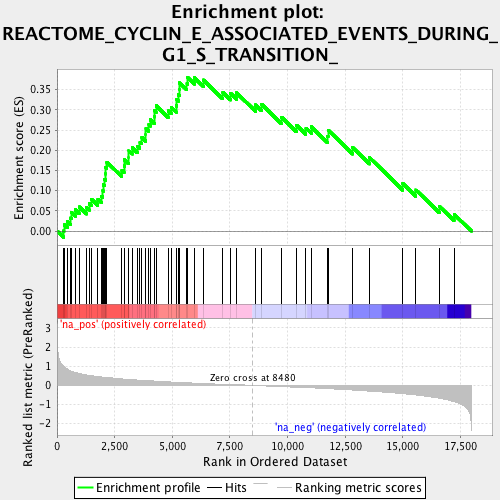 Enrichment plot:
REACTOME_CYCLIN_E_ASSOCIATED_EVENTS_DURING_
G1_S_TRANSITION_
Enrichment score (ES)
0.35
0.30
0.25
0.20
0.15
0.10
0.05
0.00
'na_pos' (positively correlated)
Ranked list metric (PreRanked)
3
2
1
0
-1
-2
Zero cross at 8480
'na_neg' (negatively correlated)
0
2,500
5,000
7,500
10,000
12,500
15,000
17,500
Rank in Ordered Dataset
Enrichment profile
Hits
Ranking metric scores